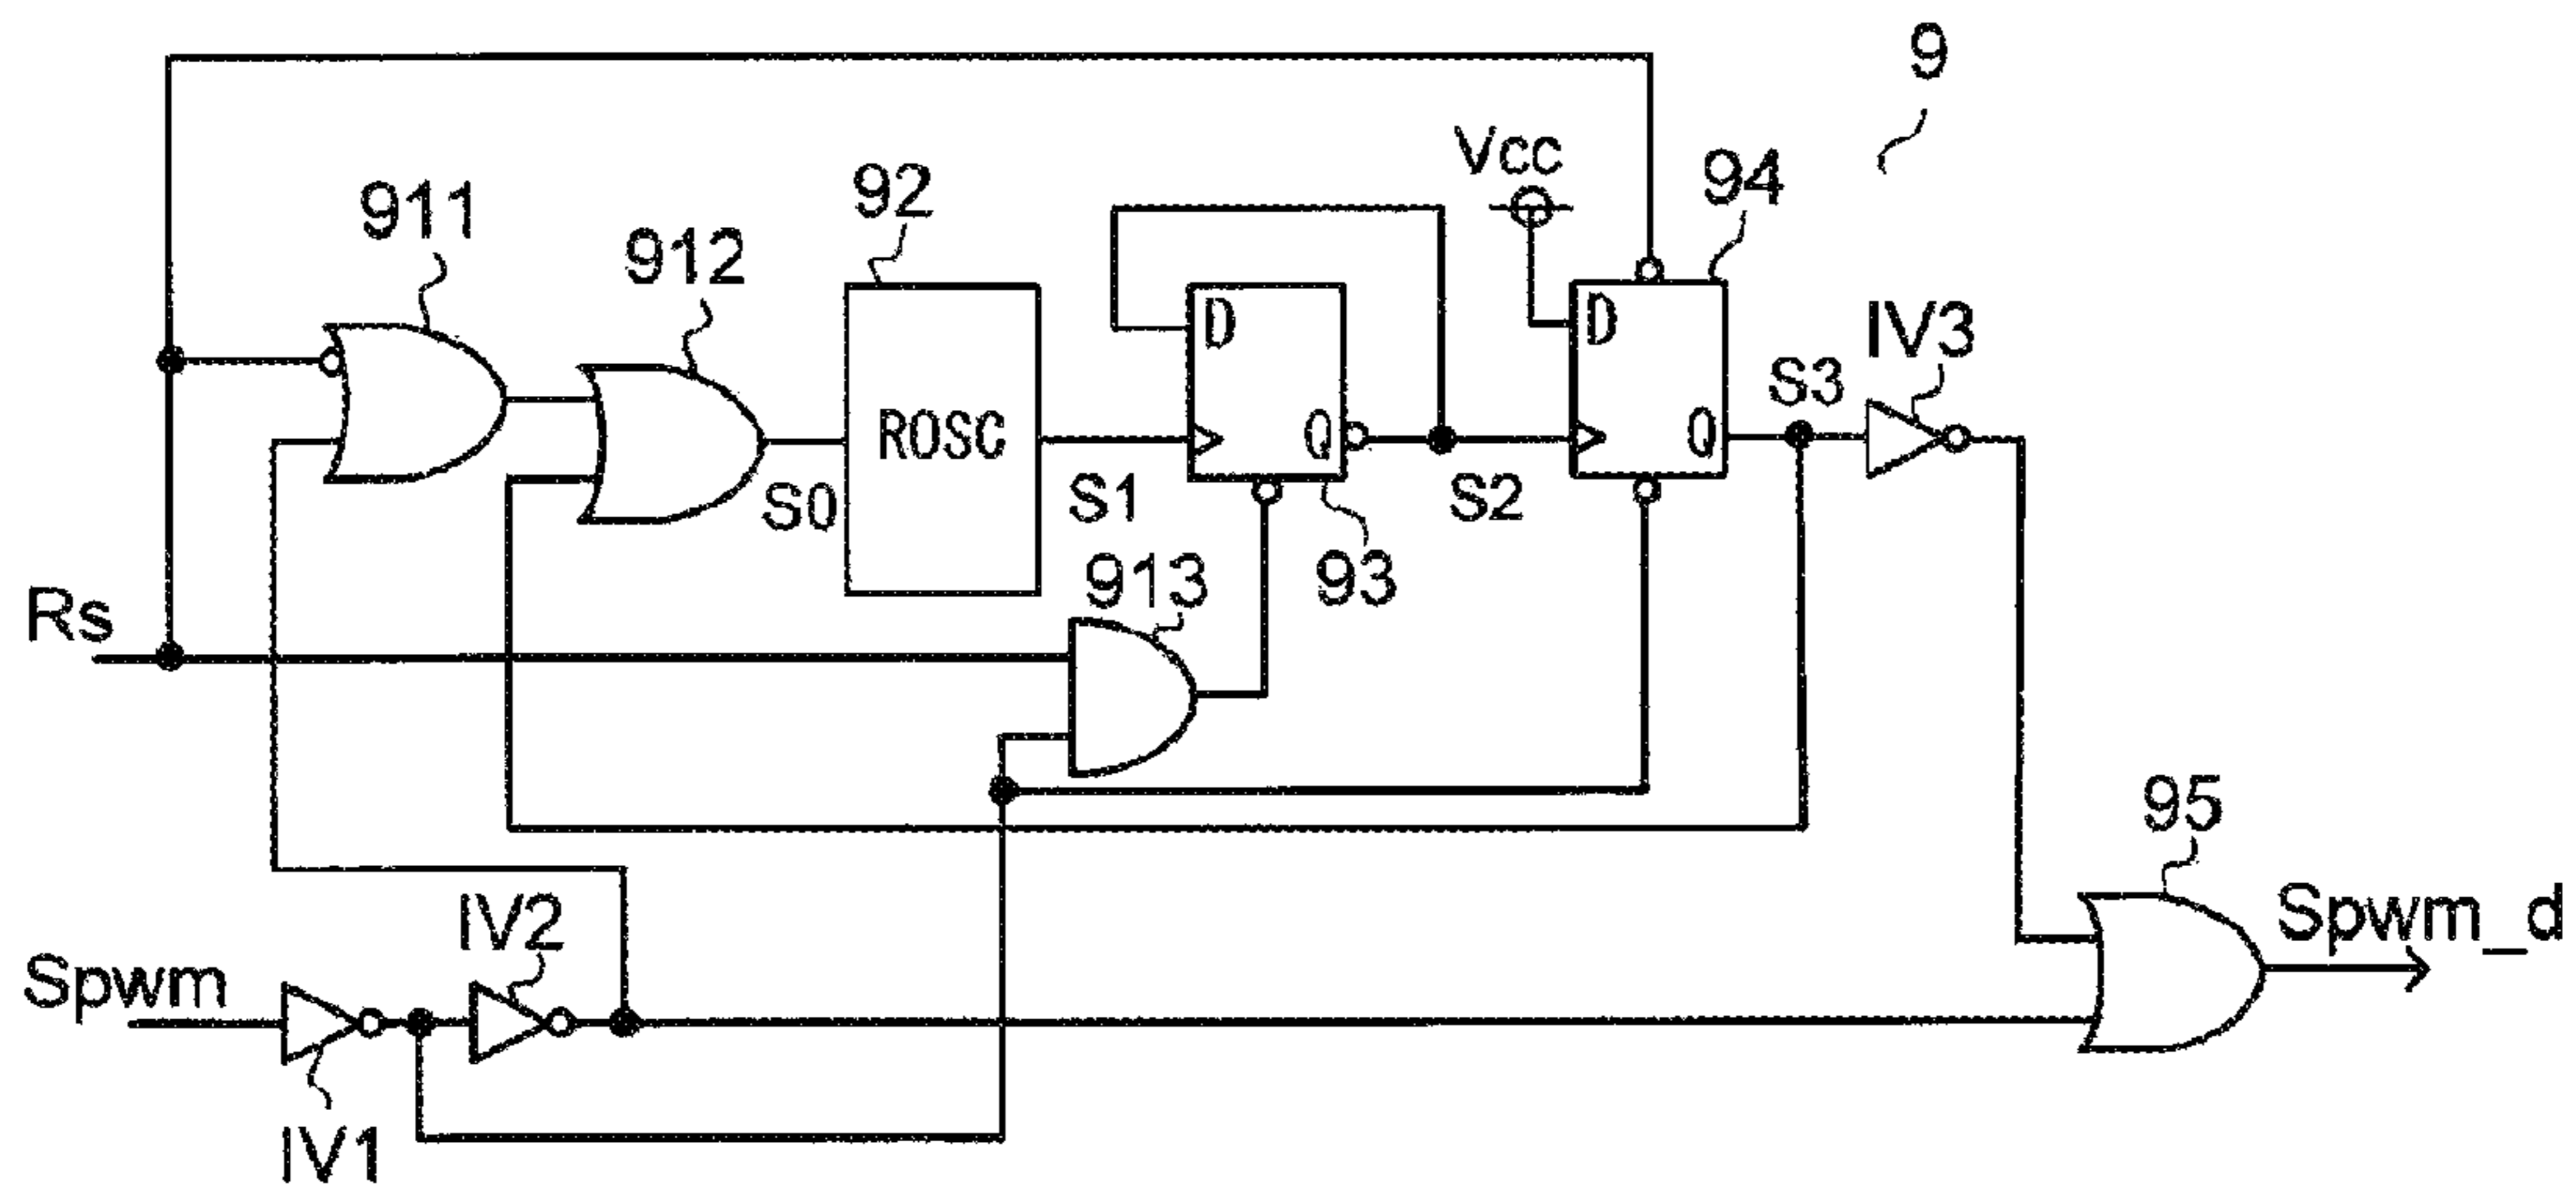 9
Vcc
94
92
911
912
D
D
IV3
S3
ROSC
Q
Q
S0
S1
S2
913
93
Rs
95
IV2
Spwm_d
Spwm
IV1